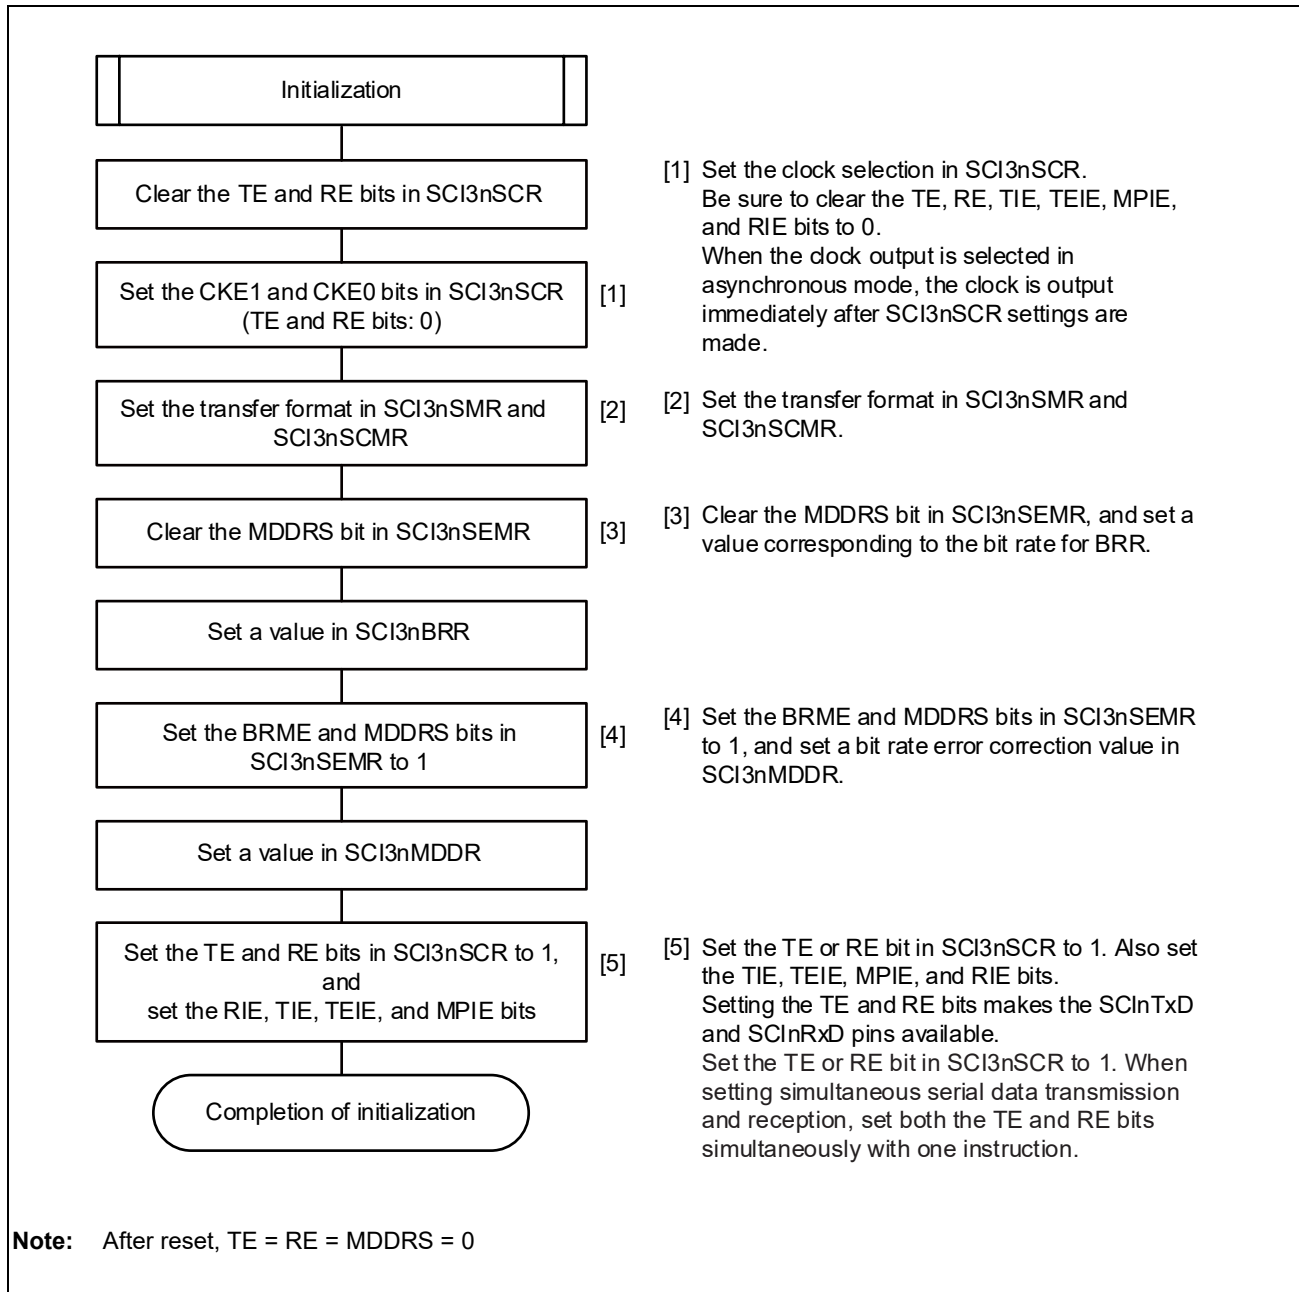 Initialization
Clear the TE and RE bits in SCI3nSCR
Set the CKE1 and CKE0 bits in SCI3nSCR
(TE and RE bits: 0)
[1]
[1] Set the clock selection in SCI3nSCR.
Be sure to clear the TE, RE, TIE, TEIE, MPIE,
and RIE bits to 0.
When the clock output is selected in
asynchronous mode, the clock is output
immediately after SCI3nSCR settings are
made.
Set the transfer format in SCI3nSMR and
SCI3nSCMR
[2]
[2] Set the transfer format in SCI3nSMR and
SCI3nSCMR.
Clear the MDDRS bit in SCI3nSEMR
[3]
[3] Clear the MDDRS bit in SCI3nSEMR, and set a
value corresponding to the bit rate for BRR.
Set a value in SCI3nBRR
Set the BRME and MDDRS bits in
SCI3nSEMR to 1
[4]
[4] Set the BRME and MDDRS bits in SCI3nSEMR
to 1, and set a bit rate error correction value in
SCI3nMDDR.
Set a value in SCI3nMDDR
Set the TE and RE bits in SCI3nSCR to 1,
and
set the RIE, TIE, TEIE, and MPIE bits
[5]
[5] Set the TE or RE bit in SCI3nSCR to 1. Also set
the TIE, TEIE, MPIE, and RIE bits.
Setting the TE and RE bits makes the SCInTxD
and SCInRxD pins available.
Set the TE or RE bit in SCI3nSCR to 1. When
setting simultaneous serial data transmission
and reception, set both the TE and RE bits
simultaneously with one instruction.
Completion of initialization
Note: After reset, TE = RE = MDDRS = 0